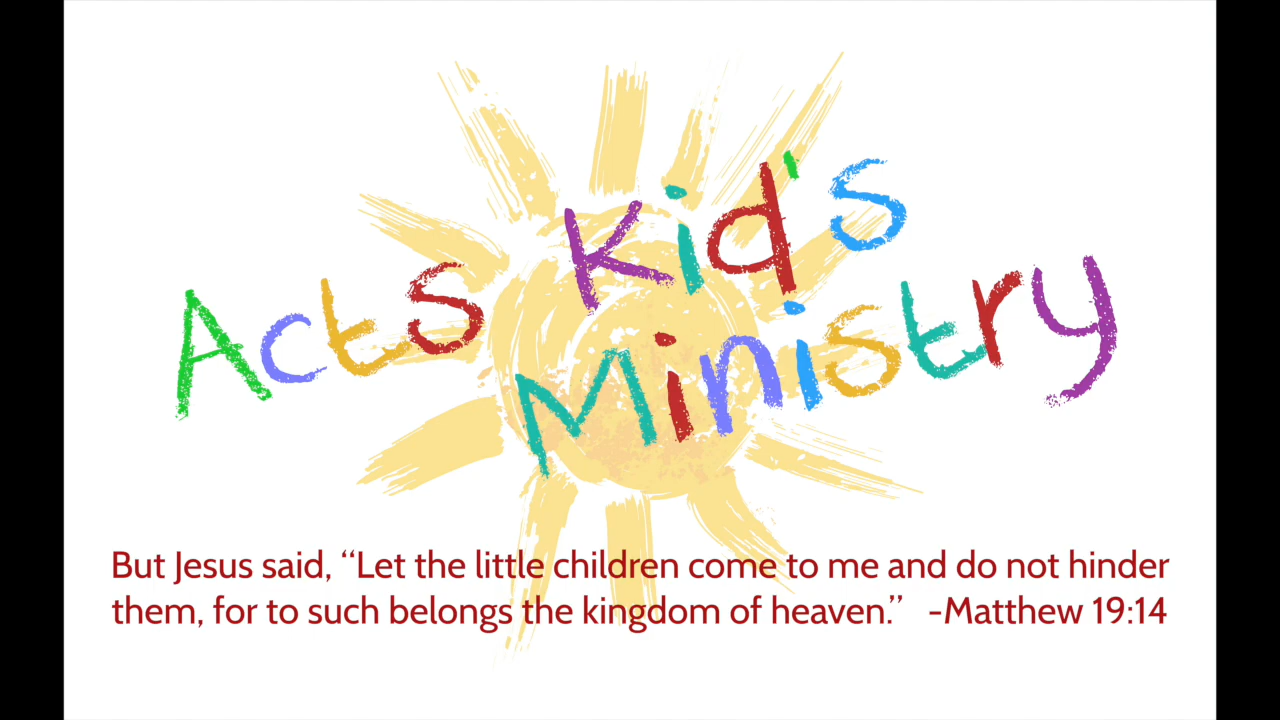 Acts Kid's
Ministry
But Jesus said, “Let the little children come to me and do not hinder
them, for to such belongs the kingdom of heaven.” -Matthew 19:14